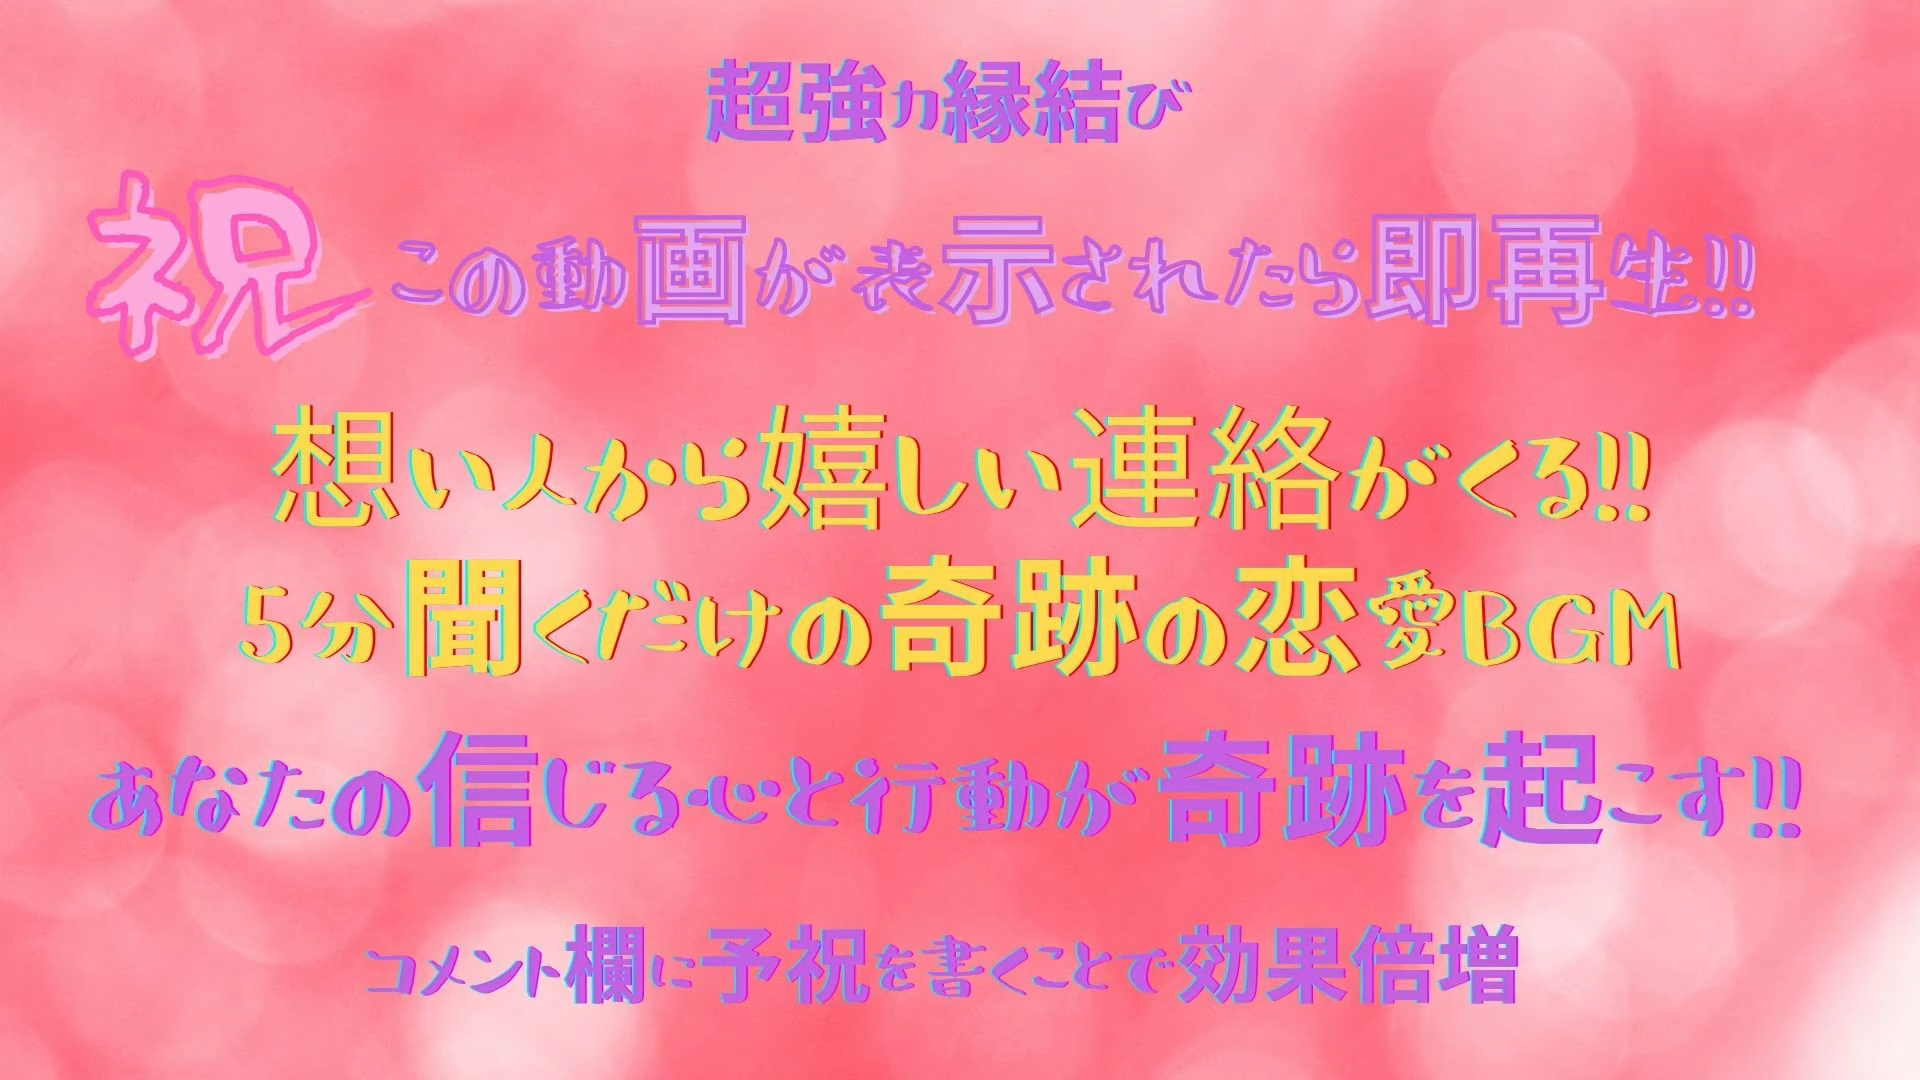 超強力縁結び
祝 この動画が表示されたら即再生!!
想い人から嬉しい連絡がくる!!
5分聞くだけの奇跡の恋愛BGM
あなたの信じる心と行動が奇跡を起こす!!
コメント欄に予祝を書くことで効果倍増